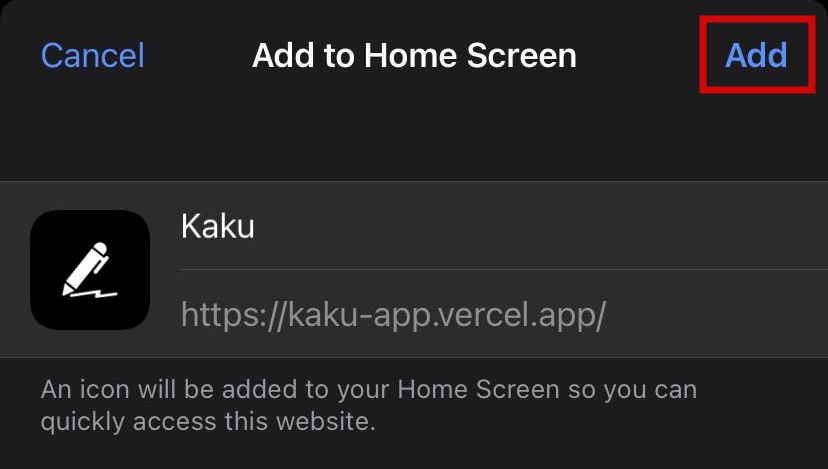 Cancel
Add to Home Screen
Add
Kaku
https://kaku-app.vercel.app/
An icon will be added to your Home Screen so you can
quickly access this website.